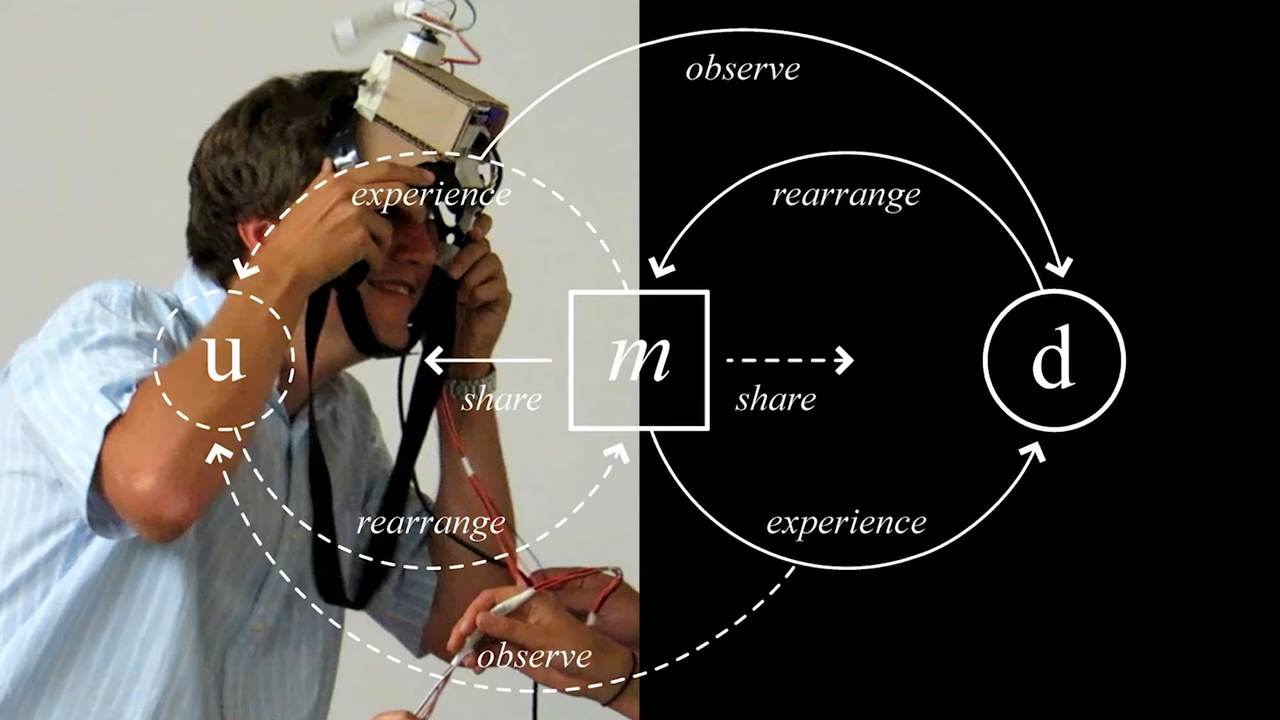 observe
experience
rearrange
u
m
d
share
share
rearrange
experience
observe